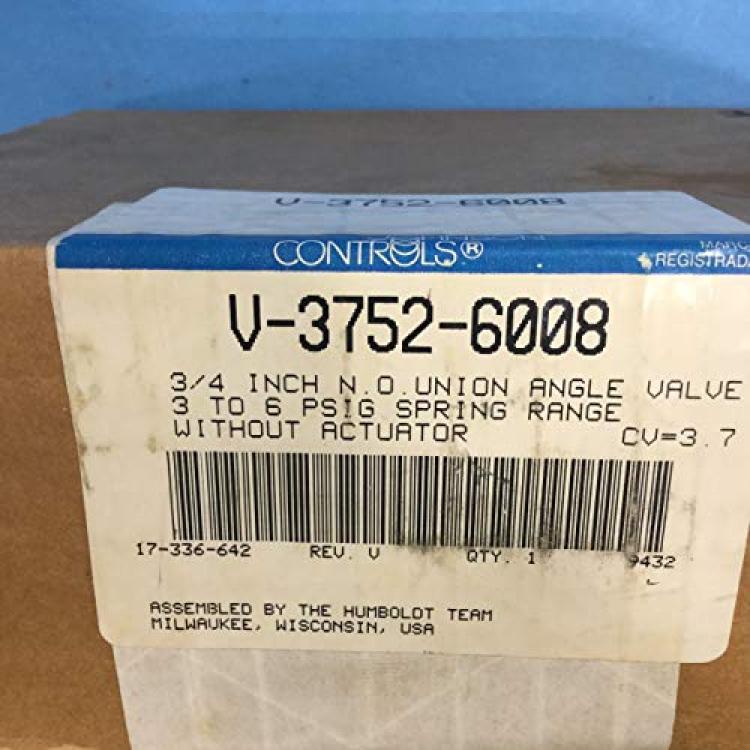 V-3752-6008
CONTROLS®
REGISTRADA
V-3752-6008
3/4 INCH N.O.UNION ANGLE VALVE
3 TO 6 PSIG SPRING RANGE
WITHOUT ACTUATOR CV=3.7
17-336-642 REV. V QTY. 1 9432
ASSEMBLED BY THE HUMBOLOT TEAM
MILWAUKEE, WISCONSIN, USA